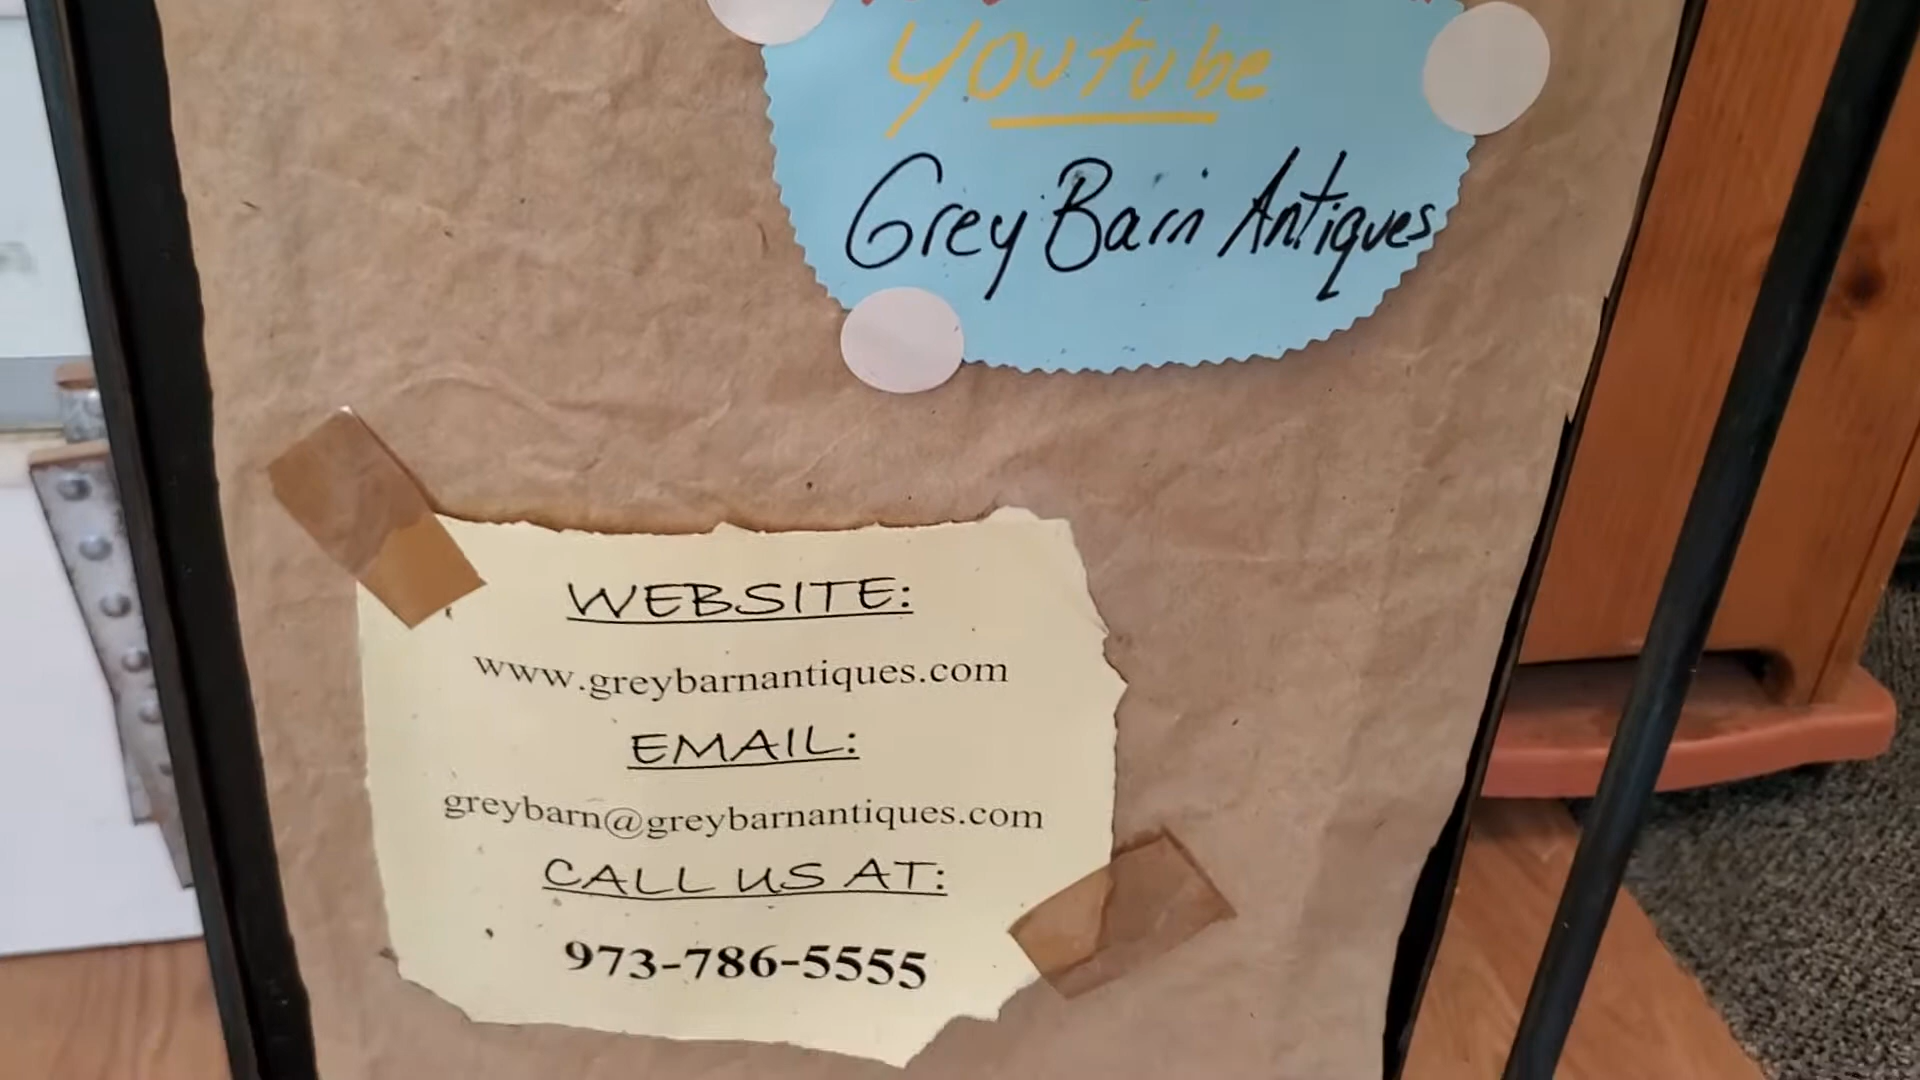 Youtube
Grey Barn Antiques
WEBSITE:
www.greybarnantiques.com
EMAIL:
greybarn@greybarnantiques.com
CALL US AT:
973-786-5555